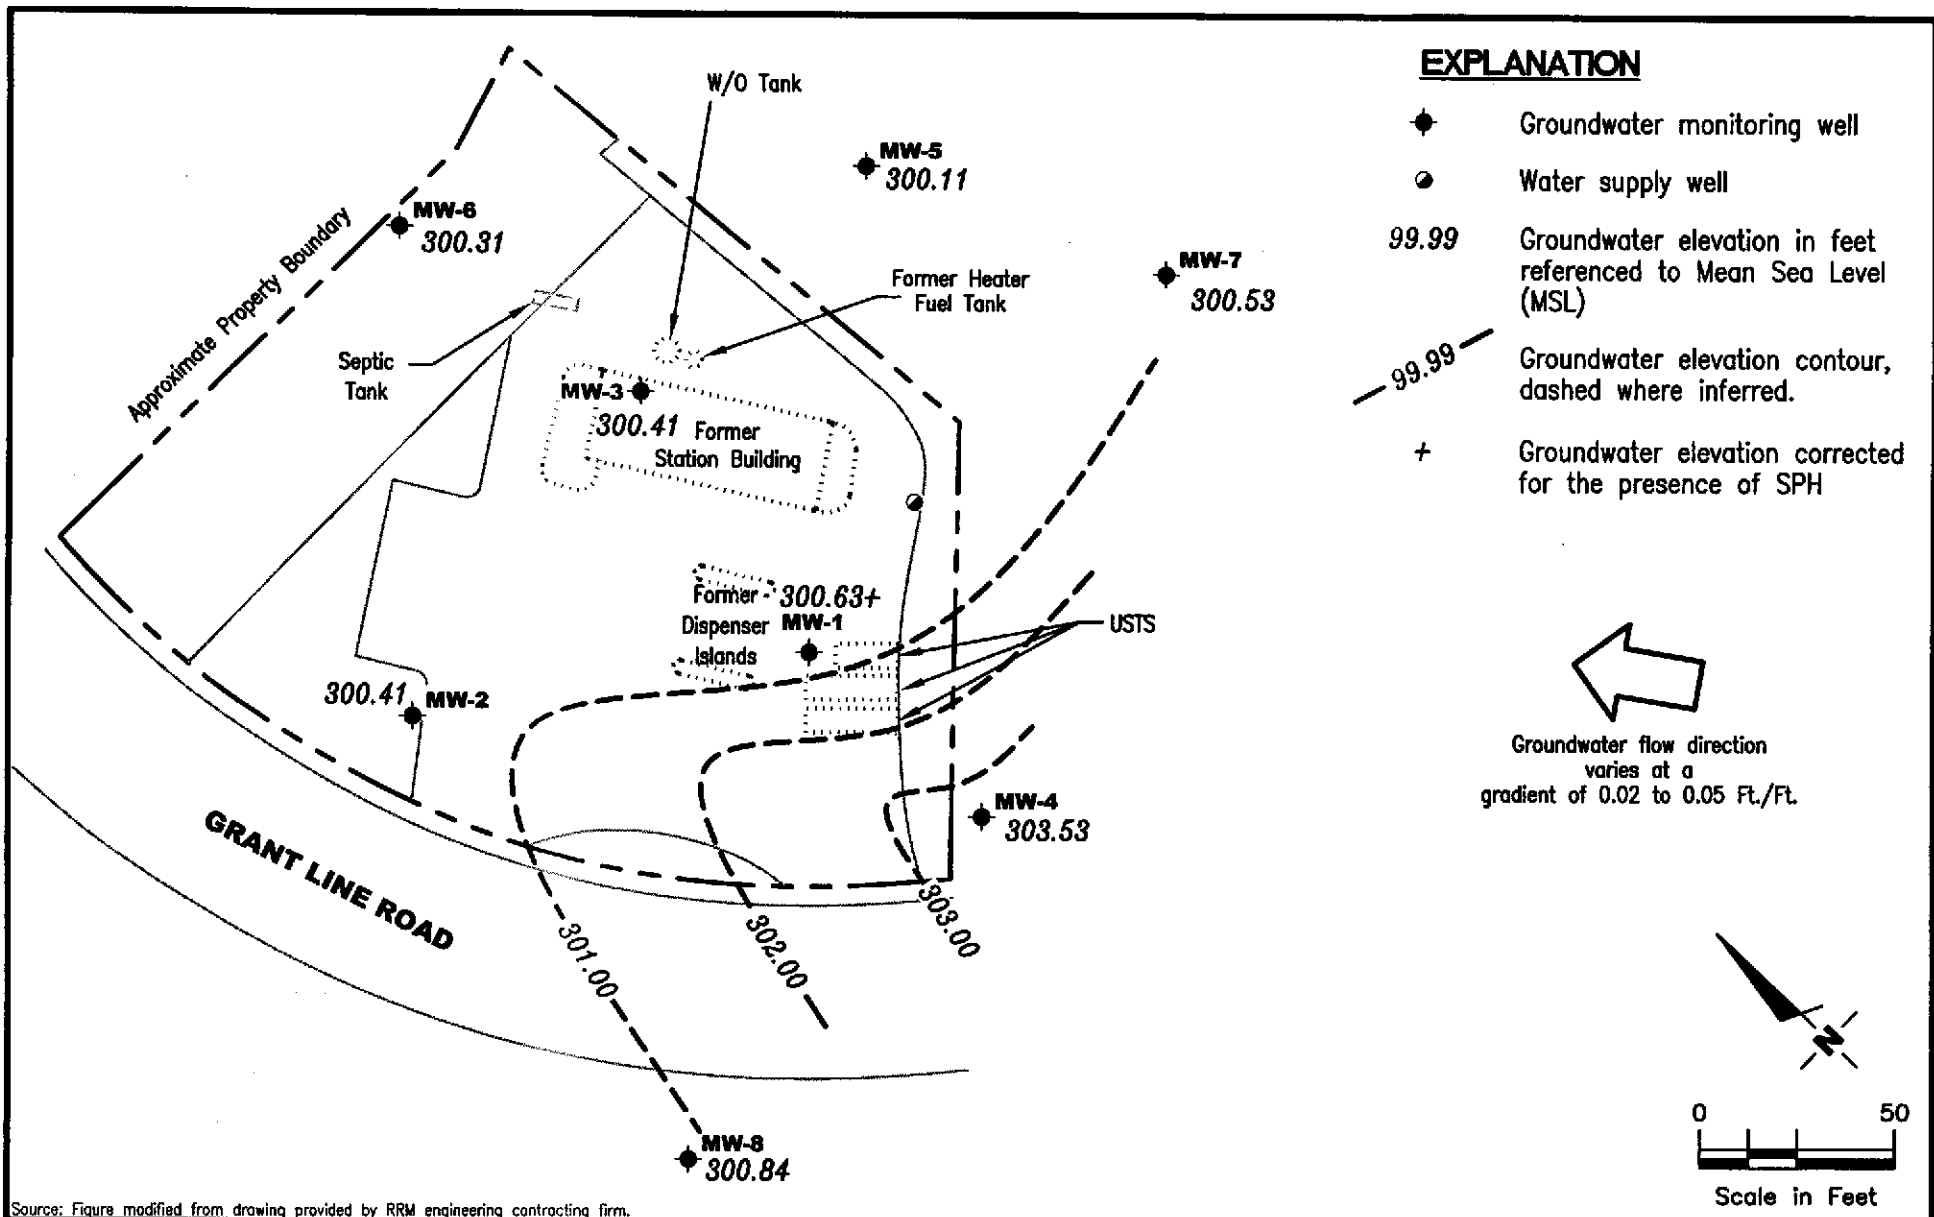 EXPLANATION
Groundwater monitoring well
Water supply well
99.99
Groundwater elevation in feet
referenced to Mean Sea Level
(MSL)
99.99
Groundwater elevation contour,
dashed where inferred.
+
Groundwater elevation corrected
for the presence of SPH
W/O Tank
MW-5
300.11
MW-6
300.31
Approximate Property Boundary
MW-7
300.53
Former Heater
Fuel Tank
Septic
Tank
MW-3
300.41
Former
Station Building
Former
Dispenser
Islands
300.63+
MW-1
USTS
300.41
MW-2
MW-4
303.53
GRANT LINE ROAD
301.00
302.00
303.00
MW-8
300.84
Groundwater flow direction
varies at a
gradient of 0.02 to 0.05 Ft./Ft.
N
0 50
Scale in Feet
Source: Figure modified from drawing provided by RRM engineering contracting firm.